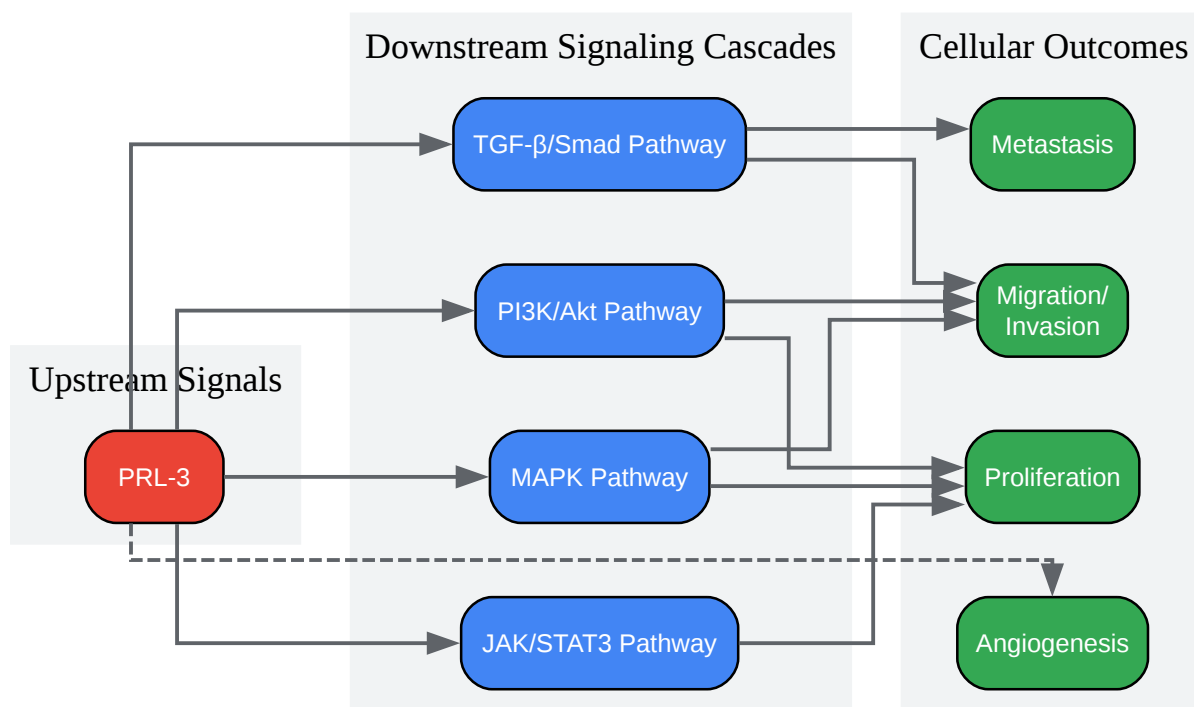 Downstream Signaling Cascades
Cellular Outcomes
TGF-β/Smad Pathway
Metastasis
PI3K/Akt Pathway
Migration/
Invasion
Upstream Signals
PRL-3
MAPK Pathway
Proliferation
JAK/STAT3 Pathway
Angiogenesis